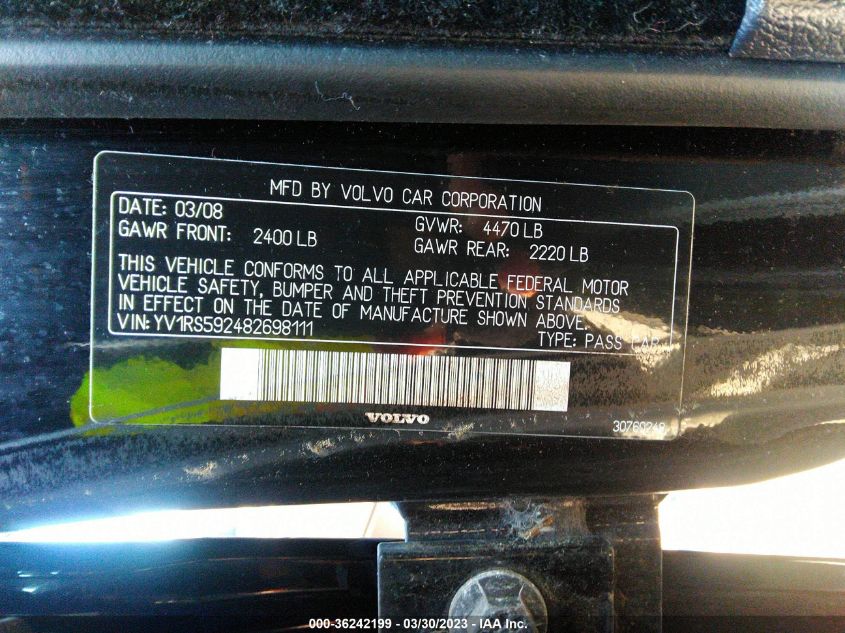 MFD BY VOLVO CAR CORPORATION
DATE: 03/08 GVWR: 4470 LB
GAWR FRONT: 2400 LB GAWR REAR: 2220 LB
THIS VEHICLE CONFORMS TO ALL APPLICABLE FEDERAL MOTOR
VEHICLE SAFETY, BUMPER AND THEFT PREVENTION STANDARDS
IN EFFECT ON THE DATE OF MANUFACTURE SHOWN ABOVE.
VIN: YV1RS592482698111 TYPE: PASS CAR
VOLVO
30760248
000-36242199 - 03/30/2023 - IAA Inc.